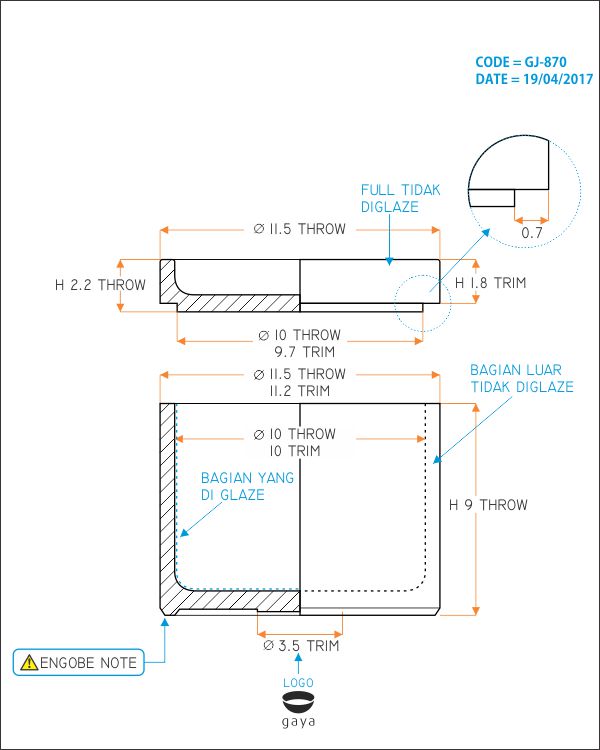 CODE = GJ-870
DATE = 19/04/2017
FULL TIDAK
DIGLAZE
Ø 11.5 THROW
0.7
H 2.2 THROW
H 1.8 TRIM
Ø 10 THROW
9.7 TRIM
Ø 11.5 THROW
11.2 TRIM
BAGIAN LUAR
TIDAK DIGLAZE
Ø 10 THROW
10 TRIM
BAGIAN YANG
DI GLAZE
H 9 THROW
Ø 3.5 TRIM
ENGOBE NOTE
LOGO
gaya